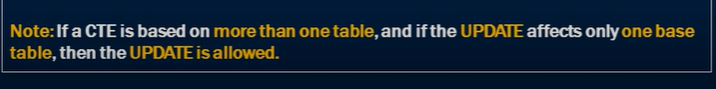 Note: If a CTE is based on more than one table, and if the UPDATE affects only one base
table, then the UPDATE is allowed.